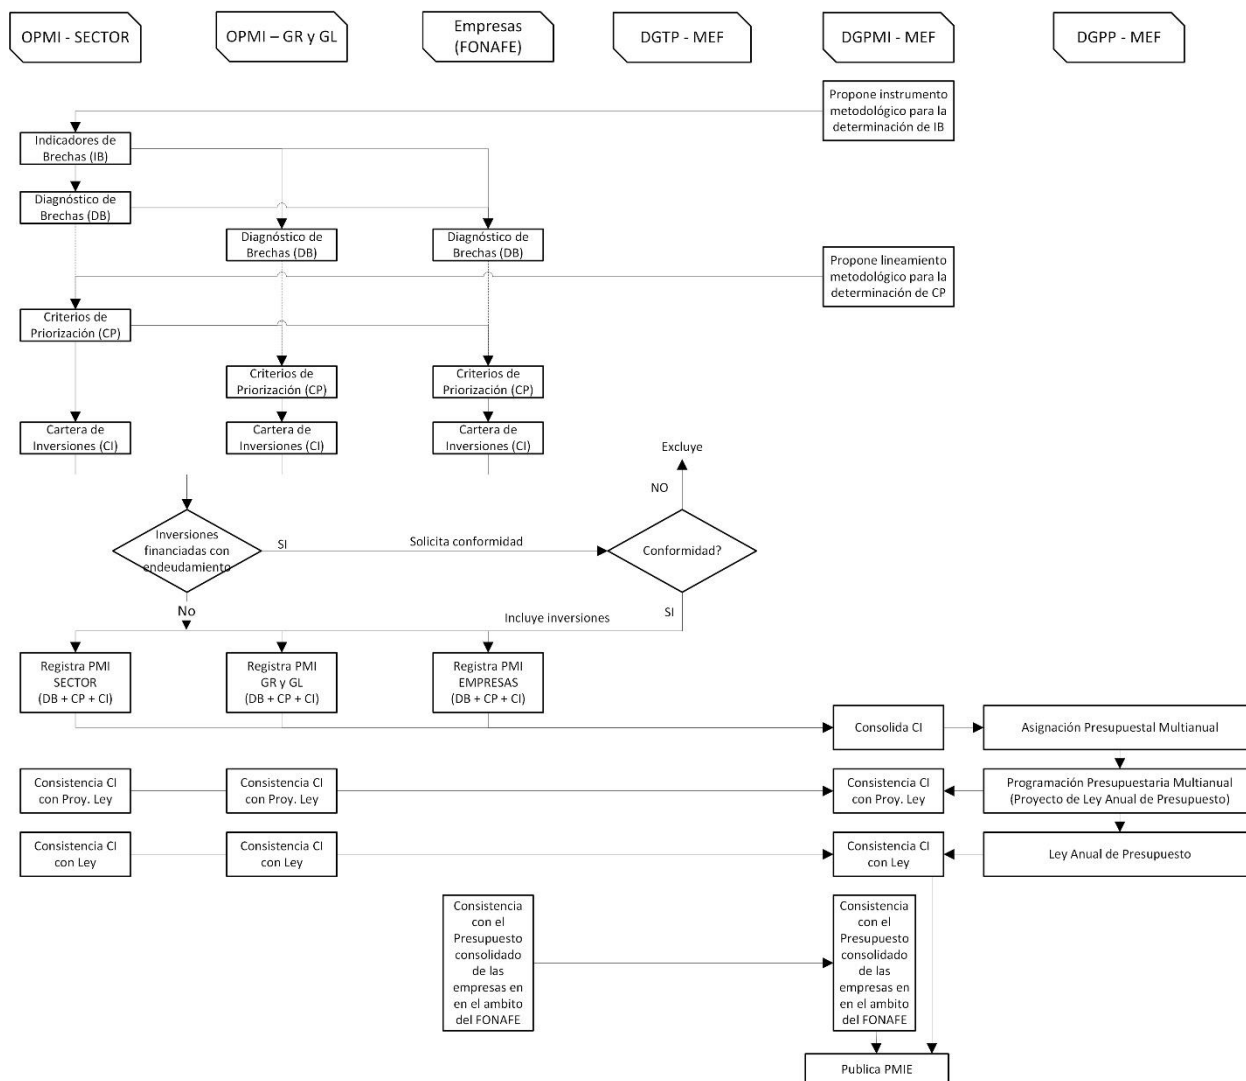 OPMI - SECTOR
OPMI – GR y GL
Empresas
(FONAFE)
DGTP - MEF
DGPMI - MEF
DGPP - MEF
Propone instrumento
metodológico para la
determinación de IB
Indicadores de
Brechas (IB)
Diagnóstico de
Brechas (DB)
Diagnóstico de
Brechas (DB)
Diagnóstico de
Brechas (DB)
Propone lineamiento
metodológico para la
determinación de CP
Criterios de
Priorización (CP)
Criterios de
Priorización (CP)
Criterios de
Priorización (CP)
Cartera de
Inversiones (CI)
Cartera de
Inversiones (CI)
Cartera de
Inversiones (CI)
Excluye
NO
Inversiones
financiadas con
endeudamiento
SI
Solicita conformidad
Conformidad?
No
SI
Incluye inversiones
Registra PMI
SECTOR
(DB + CP + CI)
Registra PMI
GR y GL
(DB + CP + CI)
Registra PMI
EMPRESAS
(DB + CP + CI)
Consolida CI
Asignación Presupuestal Multianual
Consistencia CI
con Proy. Ley
Consistencia CI
con Proy. Ley
Consistencia CI
con Proy. Ley
Programación Presupuestaria Multianual
(Proyecto de Ley Anual de Presupuesto)
Consistencia CI
con Ley
Consistencia CI
con Ley
Consistencia CI
con Ley
Ley Anual de Presupuesto
Consistencia
con el
Presupuesto
consolidado
de las
empresas en
en el ambito
del FONAFE
Consistencia
con el
Presupuesto
consolidado
de las
empresas en
en el ambito
del FONAFE
Publica PMIE